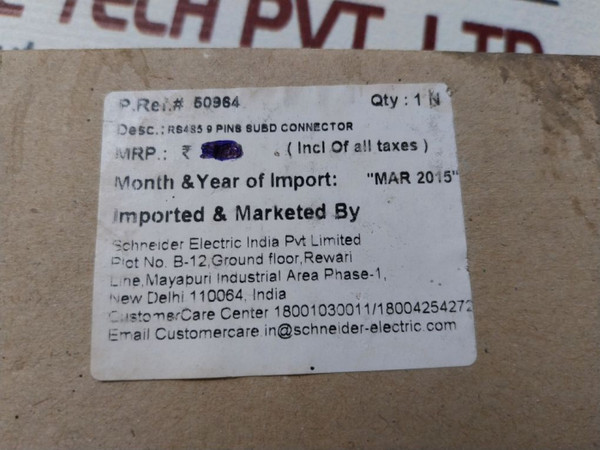 E TECH PVT. LTD
P.Ref.# 50964 Qty : 1 N
Desc.: RS485 9 PINS SUBD CONNECTOR
MRP.: ₹ . ( Incl Of all taxes )
Month & Year of Import: "MAR 2015"
Imported & Marketed By
Schneider Electric India Pvt Limited
Plot No. B-12,Ground floor,Rewari
Line,Mayapuri Industrial Area Phase-1,
New Delhi 110064, India
CustomerCare Center 18001030011/18004254272
Email Customercare.in@schneider-electric.com